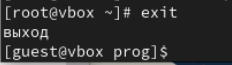 [root@vbox ~]# exit
выход
[guest@vbox prog]$